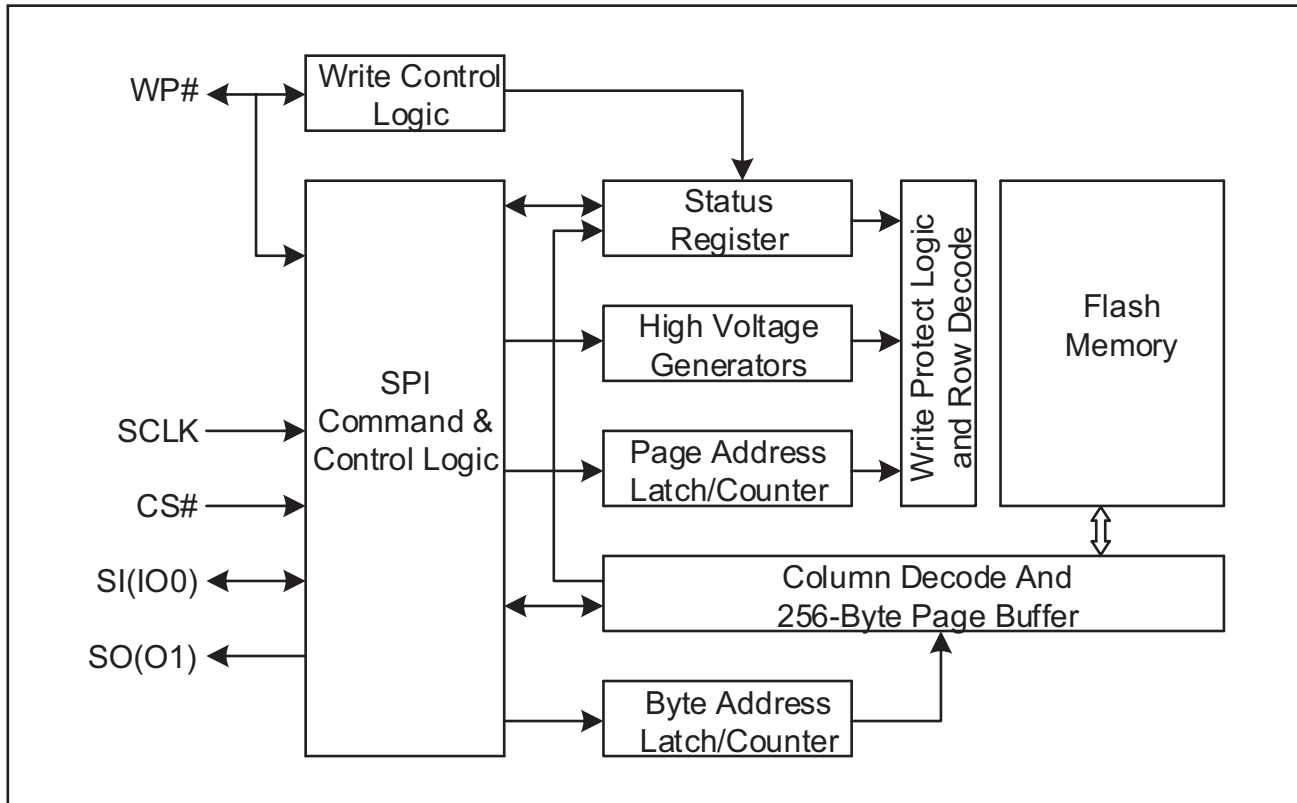 WP#
Write Control
Logic
Status
Register
High Voltage
Generators
Page Address
Latch/Counter
Write Protect Logic
and Row Decode
Flash
Memory
SPI
Command &
Control Logic
SCLK
CS#
SI(IO0)
SO(O1)
Column Decode And
256-Byte Page Buffer
Byte Address
Latch/Counter